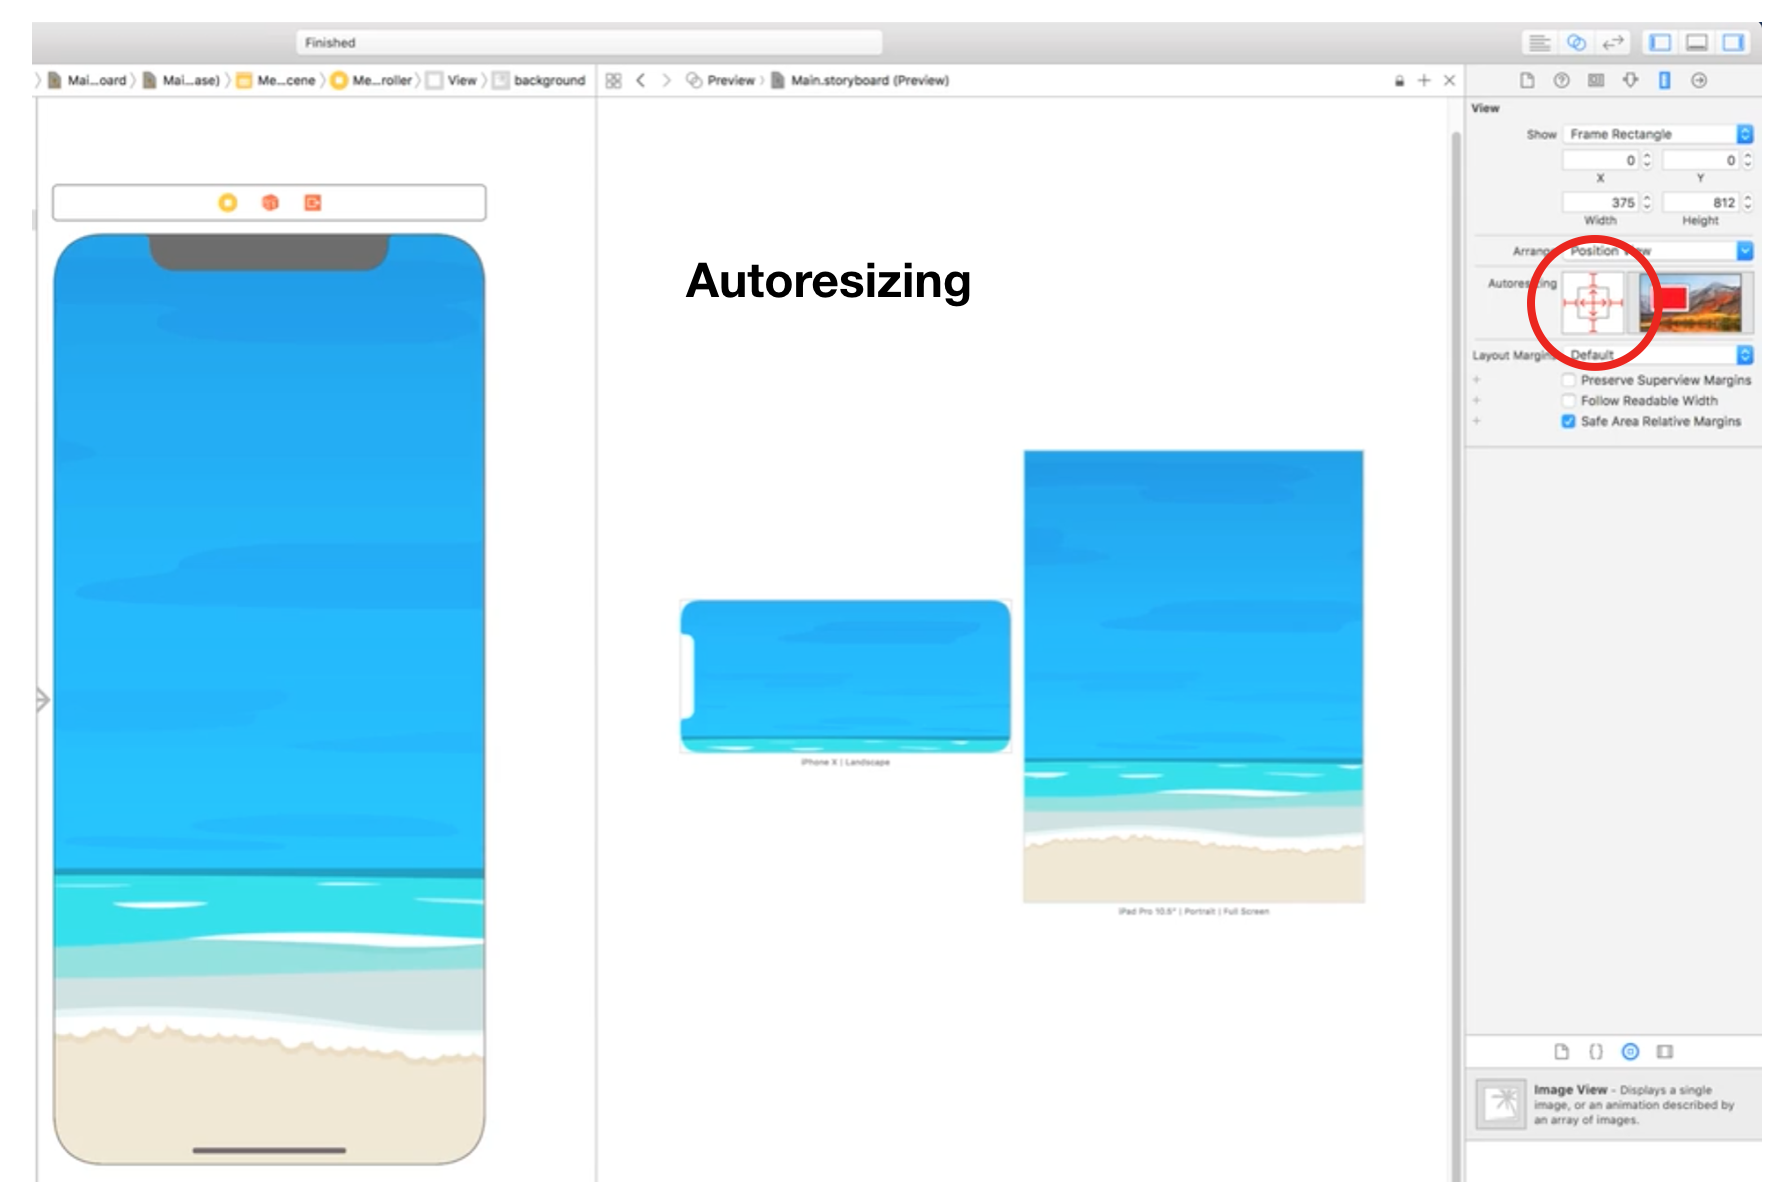 Finished
Mai...oard
Mai...ase)
Me...cene
Me...roller
View
background
Preview
Main.storyboard (Preview)
View
Show
Frame Rectangle
0
0
X
Y
375
812
Width
Height
Position View
Autoresizing
Autoresizing
Layout Margins
Default
Preserve Superview Margins
Follow Readable Width
Safe Area Relative Margins
iPhone X | Landscape
iPad Pro 10.5" | Portrait | Full Screen
Image View - Displays a single
image, or an animation described by
an array of images.